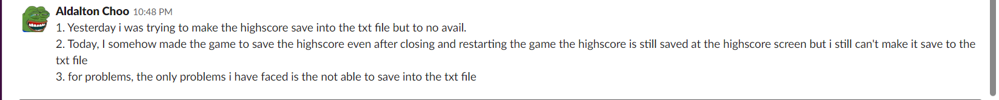 Aldalton Choo 10:48 PM
1. Yesterday i was trying to make the highscore save into the txt file but to no avail.
2. Today, I somehow made the game to save the highscore even after closing and restarting the game the highscore is still saved at the highscore screen but i still can't make it save to the
txt file
3. for problems, the only problems i have faced is the not able to save into the txt file